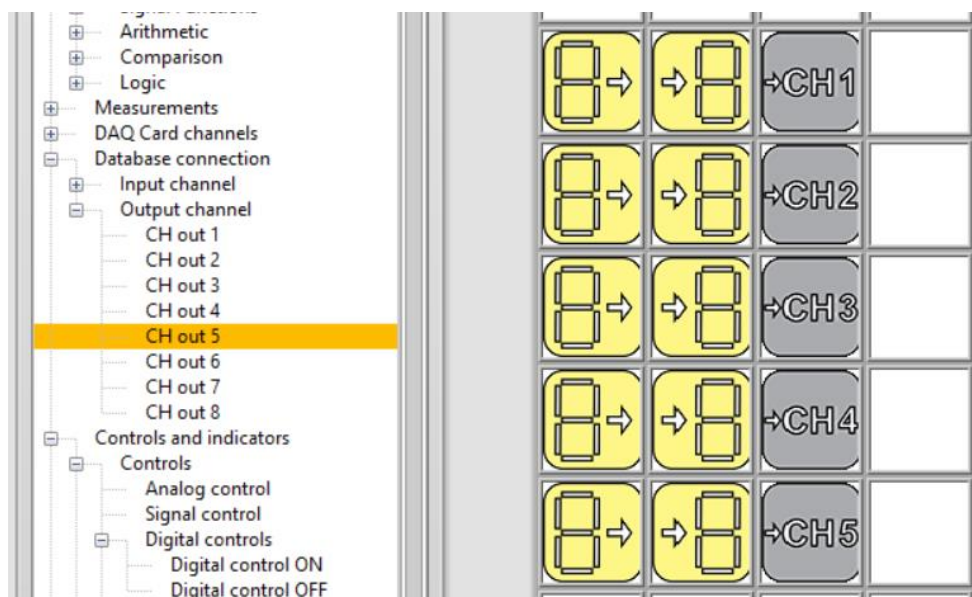 Arithmetic
Comparison
Logic
Measurements
DAQ Card channels
Database connection
Input channel
Output channel
CH out 1
CH out 2
CH out 3
CH out 4
CH out 5
CH out 6
CH out 7
CH out 8
Controls and indicators
Controls
Analog control
Signal control
Digital controls
Digital control ON
Digital control OFF
CH1
CH2
CH3
CH4
CH5